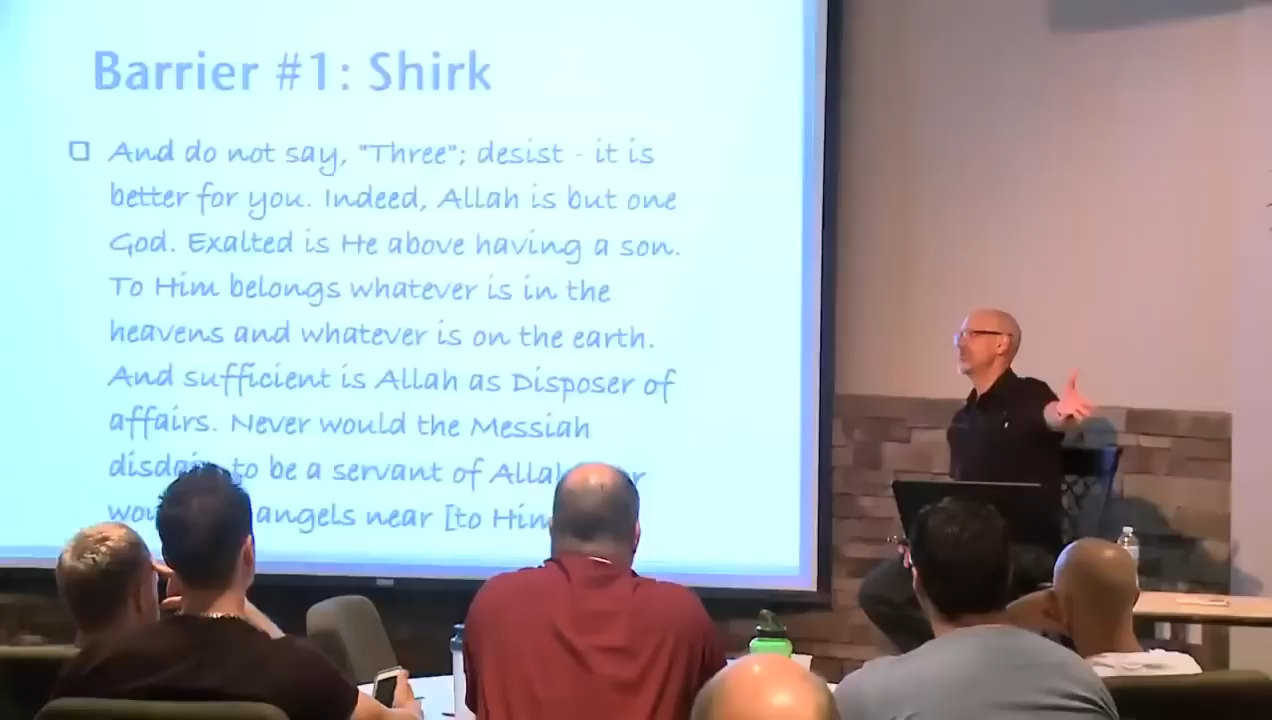 Barrier #1: Shirk
And do not say, "Three"; desist - it is
better for you. Indeed, Allah is but one
God. Exalted is He above having a son.
To Him belongs whatever is in the
heavens and whatever is on the earth.
And sufficient is Allah as Disposer of
affairs. Never would the Messiah
to be a servant of Allah
angels near [to Him